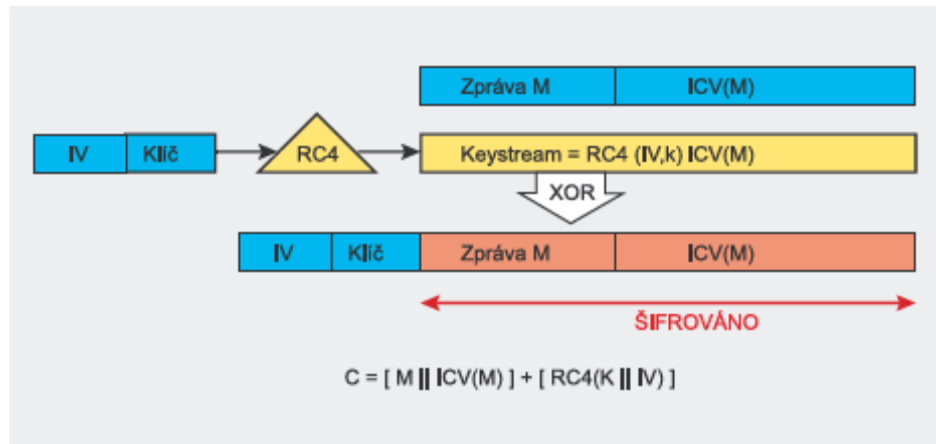 Zpráva M ICV(M)
IV Klíč RC4 Keystream = RC4 (IV,k) ICV(M)
XOR
IV Klíč Zpráva M ICV(M)
ŠIFROVÁNO
C = [ M || ICV(M) ] + [ RC4(K || IV) ]